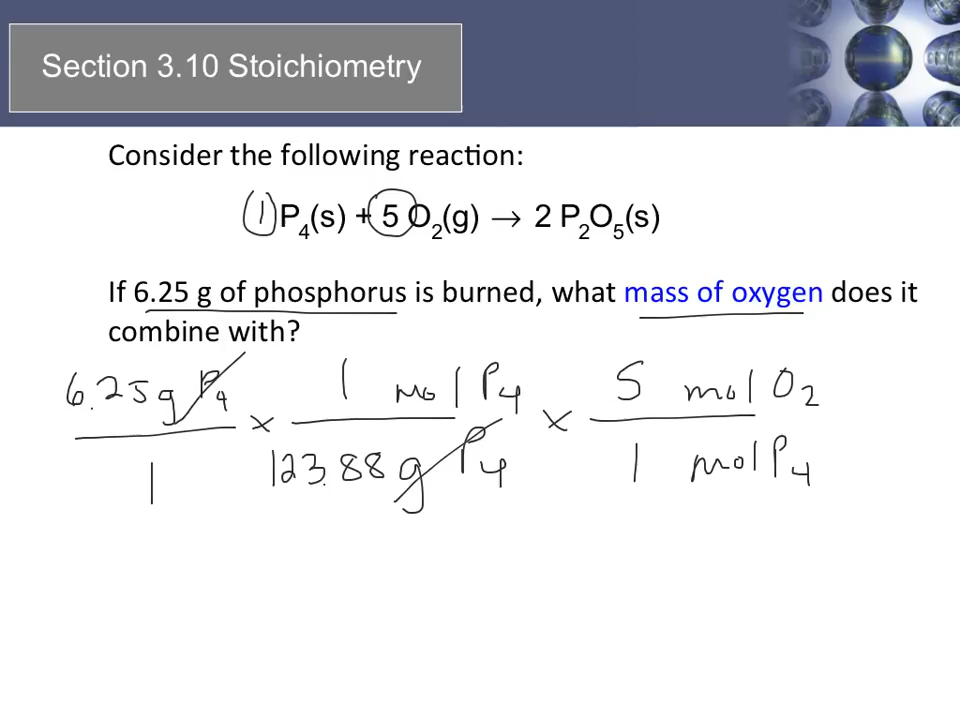 Section 3.10 Stoichiometry
Consider the following reaction:
1 P₄(s) + 5 O₂(g) → 2 P₂O₅(s)
If 6.25 g of phosphorus is burned, what mass of oxygen does it
combine with?
6.25 g P₄ × 1 mol P₄ × 5 mol O₂
1 123.88 g P₄ 1 mol P₄